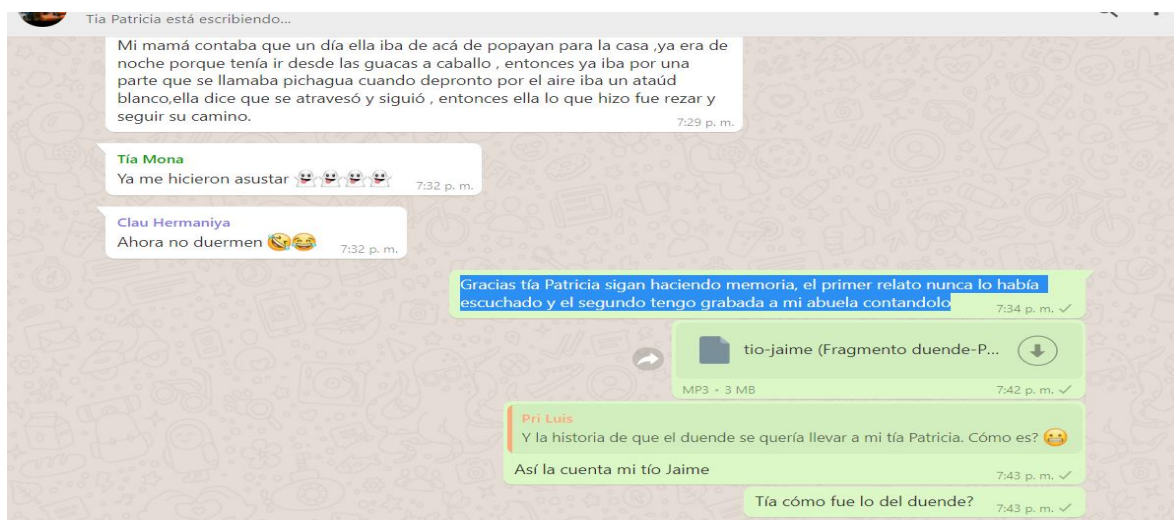 Tia Patricia está escribiendo...
Mi mamá contaba que un día ella iba de acá de popayan para la casa ,ya era de
noche porque tenía ir desde las guacas a caballo , entonces ya iba por una
parte que se llamaba pichagua cuando depronto por el aire iba un ataúd
blanco,ella dice que se atravesó y siguió , entonces ella lo que hizo fue rezar y
seguir su camino.
7:29 p. m.
Tía Mona
Ya me hicieron asustar 👻👻👻👻
7:32 p. m.
Clau Hermaniya
Ahora no duermen 🤣😂
7:32 p. m.
Gracias tía Patricia sigan haciendo memoria, el primer relato nunca lo había
escuchado y el segundo tengo grabada a mi abuela contandolo
7:34 p. m.
tio-jaime (Fragmento duende-P...
MP3 • 3 MB
7:42 p. m.
Pri Luis
Y la historia de que el duende se quería llevar a mi tía Patricia. Cómo es? 😬
Así la cuenta mi tío Jaime
7:43 p. m.
Tía cómo fue lo del duende?
7:43 p. m.